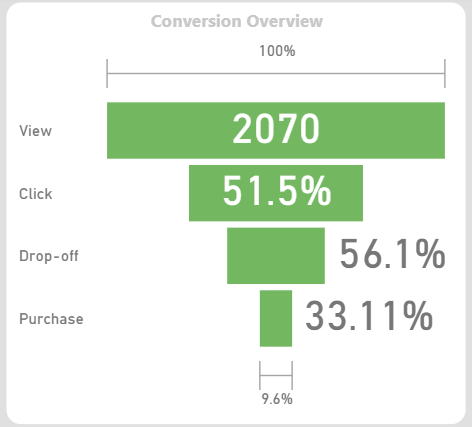 Conversion Overview
100%
View 2070
Click 51.5%
Drop-off 56.1%
Purchase 33.11%
9.6%